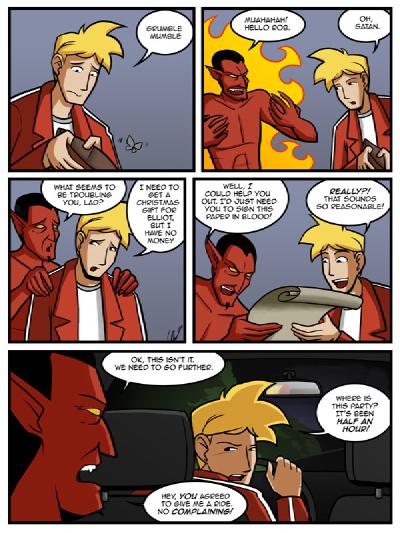 GRUMBLE
MUMBLE
MUAHAHAH!
HELLO ROB.
OH,
SATAN.
WHAT SEEMS TO
BE TROUBLING
YOU, LAD?
I NEED TO
GET A
CHRISTMAS
GIFT FOR
ELLIOT,
BUT I
HAVE NO
MONEY
WELL, I
COULD HELP YOU
OUT. I'D JUST NEED
YOU TO SIGN THIS
PAPER IN BLOOD!
REALLY?!
THAT SOUNDS
SO REASONABLE!
OK, THIS ISN'T IT.
WE NEED TO GO FURTHER.
WHERE IS
THIS PARTY?
IT'S BEEN
HALF AN
HOUR!
HEY, YOU AGREED
TO GIVE ME A RIDE.
NO COMPLAINING!